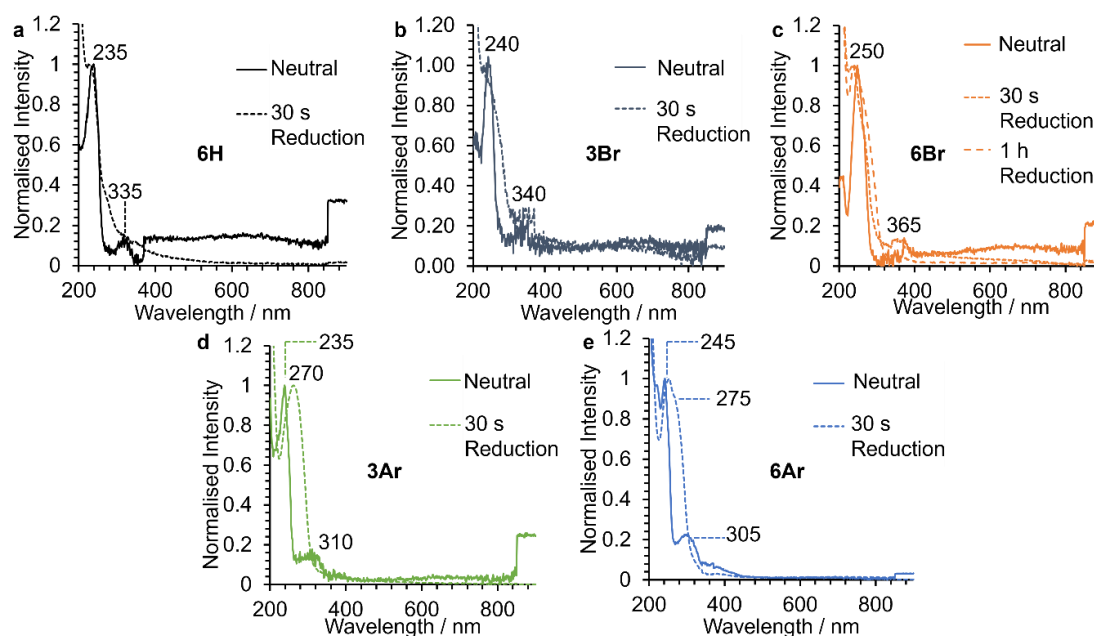 a
1.2
1
0.8
0.6
0.4
0.2
0
Normalised Intensity
235
335
6H
Neutral
30 s
Reduction
200 400 600 800
Wavelength / nm
b
1.20
1.00
0.80
0.60
0.40
0.20
0.00
Normalised Intensity
240
340
3Br
Neutral
30 s
Reduction
200 400 600 800
Wavelength / nm
c
1.2
1
0.8
0.6
0.4
0.2
0
Normalised Intensity
250
365
6Br
Neutral
30 s
Reduction
1 h
Reduction
200 400 600 800
Wavelength / nm
d
1.2
1
0.8
0.6
0.4
0.2
0
Normalised Intensity
235
270
310
3Ar
Neutral
30 s
Reduction
200 400 600 800
Wavelength / nm
e
1.2
1
0.8
0.6
0.4
0.2
0
Normalised Intensity
245
275
305
6Ar
Neutral
30 s
Reduction
200 400 600 800
Wavelength / nm